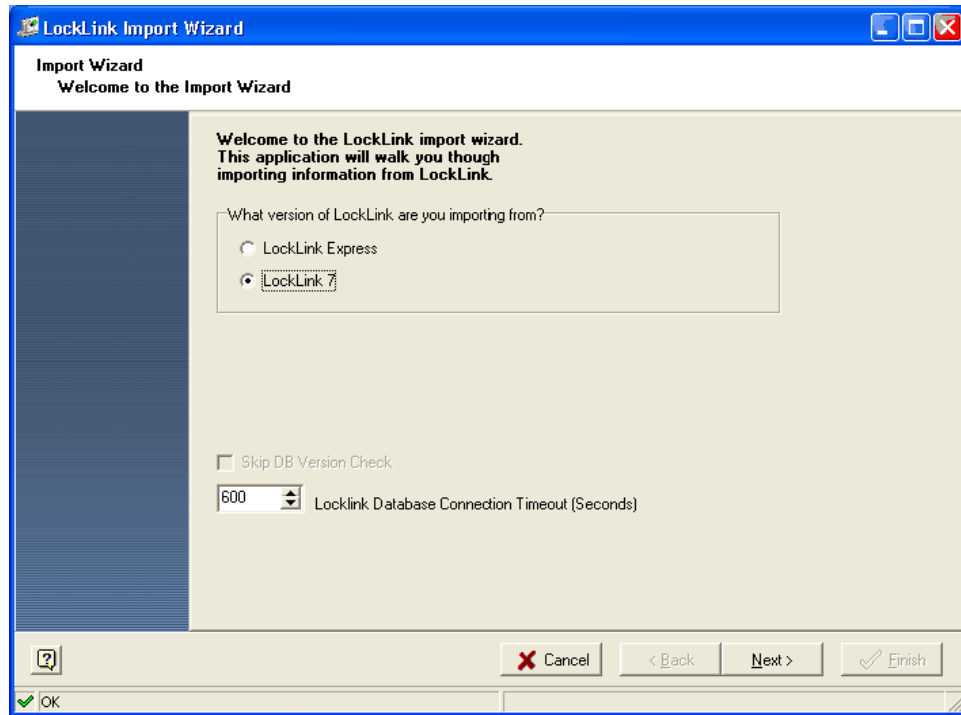 LockLink Import Wizard
Import Wizard
Welcome to the Import Wizard
Welcome to the LockLink import wizard.
This application will walk you though
importing information from LockLink.
What version of LockLink are you importing from?
LockLink Express
LockLink 7
Skip DB Version Check
600 Locklink Database Connection Timeout (Seconds)
? Cancel < Back Next > Finish
OK